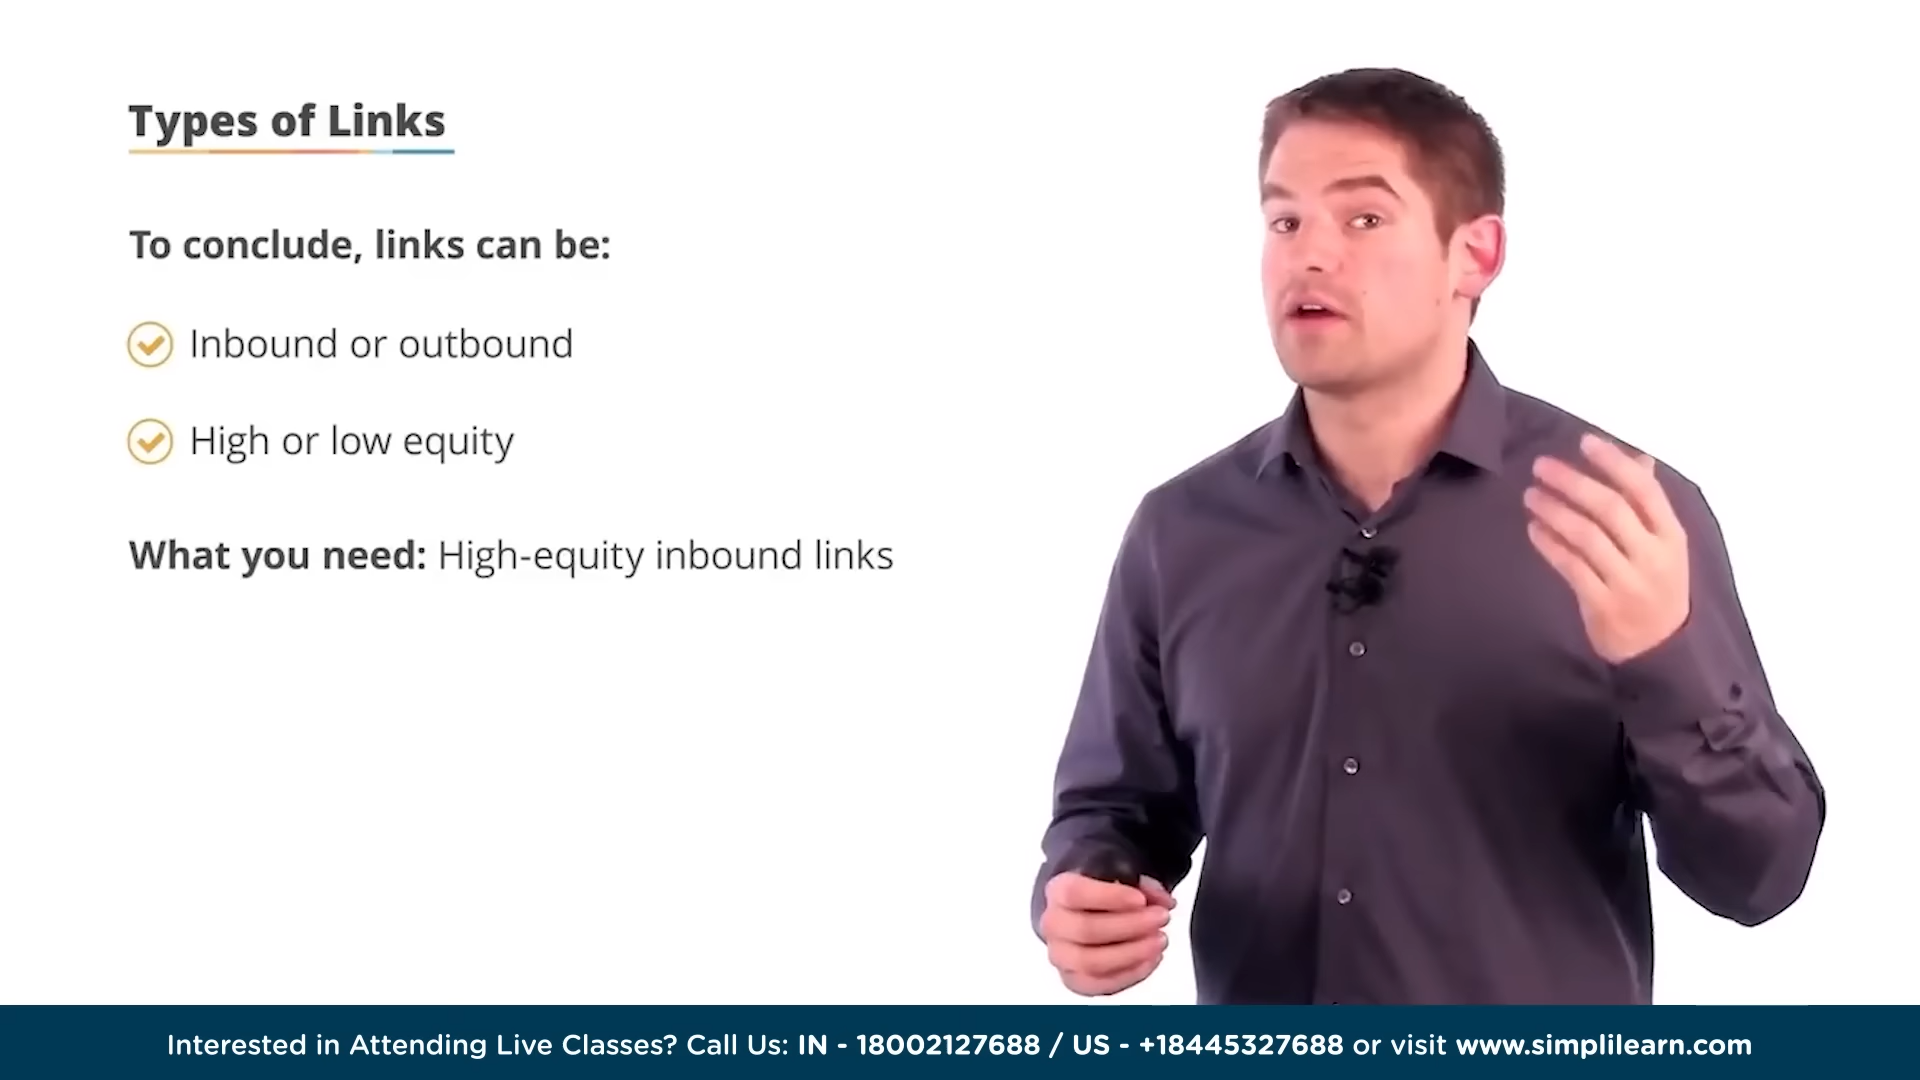 Types of Links
To conclude, links can be:
Inbound or outbound
High or low equity
What you need: High-equity inbound links
Interested in Attending Live Classes? Call Us: IN - 18002127688 / US - +18445327688 or visit www.simplilearn.com